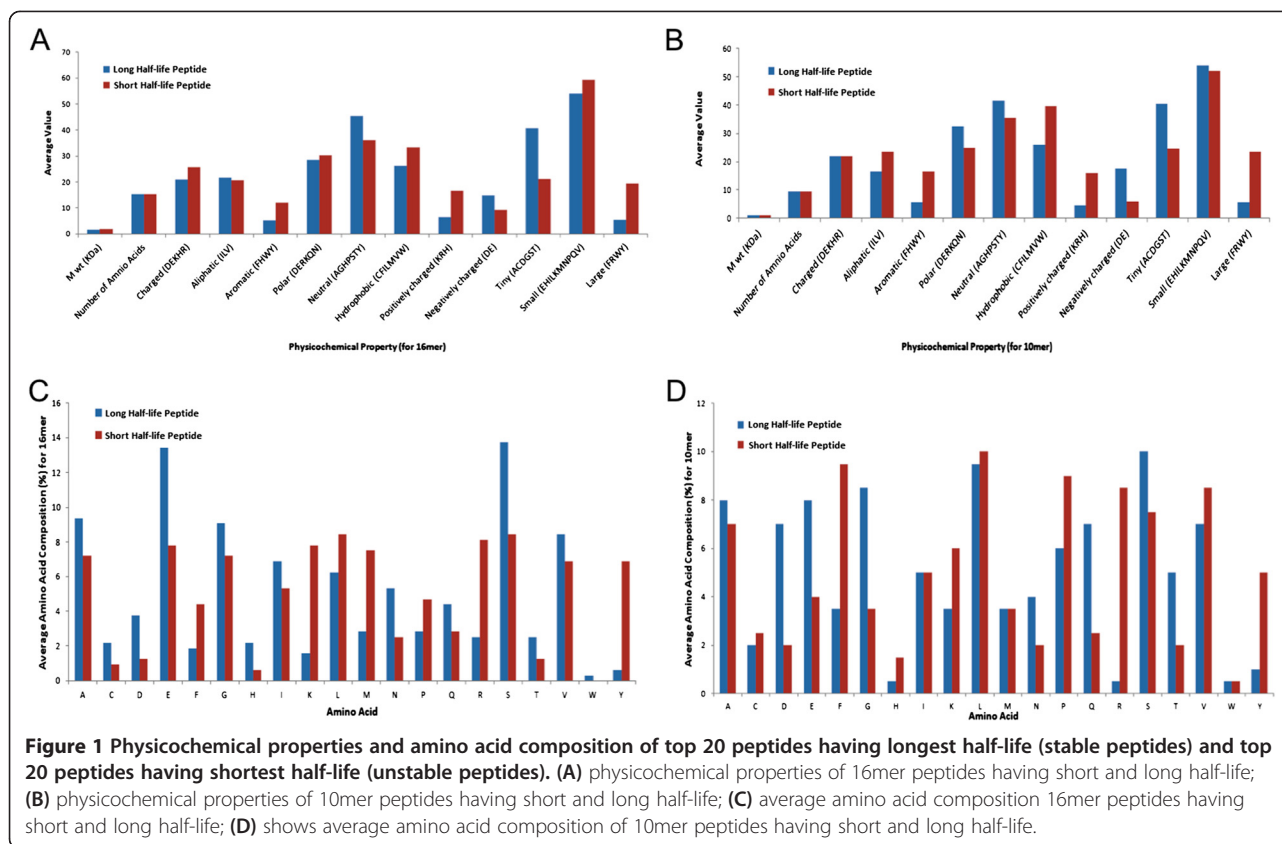 A
B
70
60
50
40
30
20
10
0
Average Value
Long Half-life Peptide
Short Half-life Peptide
M wt (KDa)
Number of Amnio Acids
Charged (DEKHR)
Aliphatic (ILV)
Aromatic (FHWY)
Polar (DERKQN)
Neutral (AGHPSTY)
Hydrophobic (CFILMVW)
Positively charged (KRH)
Negatively charged (DE)
Tiny (ACDGST)
Small (EHILKMNPQV)
Large (FRWY)
Physicochemical Property (for 16mer)
60
50
40
30
20
10
0
Average Value
Long Half-life Peptide
Short Half-life Peptide
M wt (KDa)
Number of Amnio Acids
Charged (DEKHR)
Aliphatic (ILV)
Aromatic (FHWY)
Polar (DERKQN)
Neutral (AGHPSTY)
Hydrophobic (CFILMVW)
Positively charged (KRH)
Negatively charged (DE)
Tiny (ACDGST)
Small (EHILKMNPQV)
Large (FRWY)
Physicochemical Property (for 10mer)
C
D
16
14
12
10
8
6
4
2
0
Average Amino Acid Composition (%) for 16mer
Long Half-life Peptide
Short Half-life Peptide
A C D E F G H I K L M N P Q R S T V W Y
Amino Acid
12
10
8
6
4
2
0
Average Amino Acid Composition (%) for 10mer
Long Half-life Peptide
Short Half-life Peptide
A C D E F G H I K L M N P Q R S T V W Y
Amino Acid
Figure 1 Physicochemical properties and amino acid composition of top 20 peptides having longest half-life (stable peptides) and top
20 peptides having shortest half-life (unstable peptides). (A) physicochemical properties of 16mer peptides having short and long half-life;
(B) physicochemical properties of 10mer peptides having short and long half-life; (C) average amino acid composition 16mer peptides having
short and long half-life; (D) shows average amino acid composition of 10mer peptides having short and long half-life.